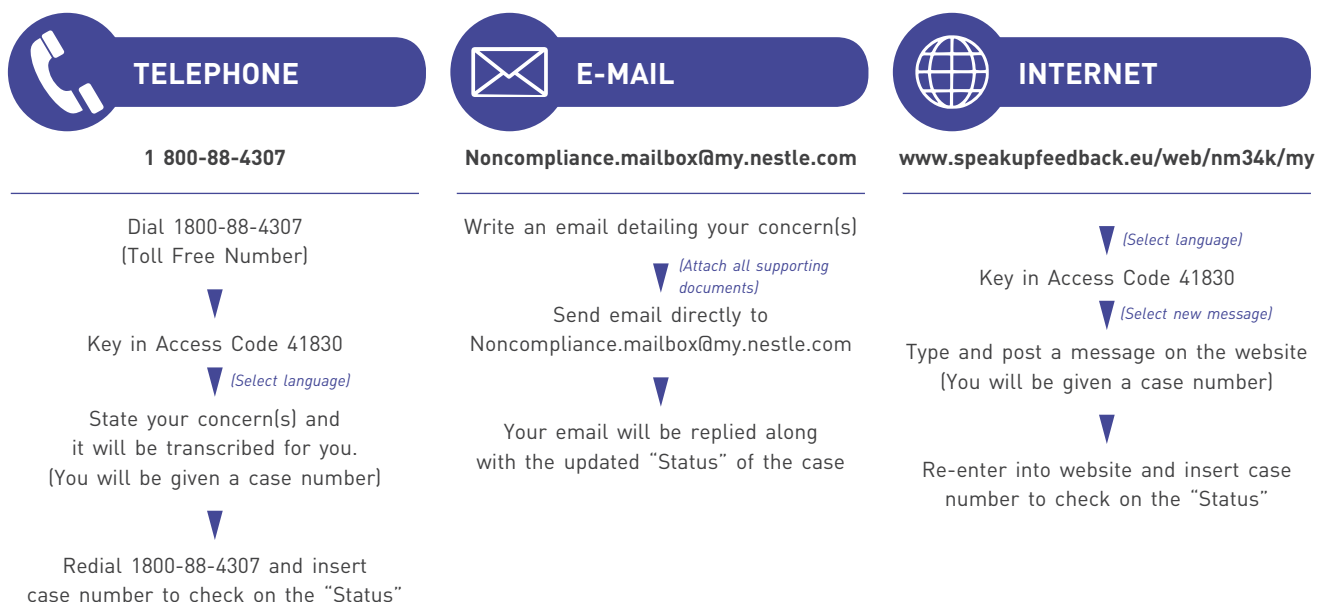 TELEPHONE
1 800-88-4307
Dial 1800-88-4307
(Toll Free Number)
Key in Access Code 41830
(Select language)
State your concern(s) and
it will be transcribed for you.
(You will be given a case number)
Redial 1800-88-4307 and insert
case number to check on the “Status”
E-MAIL
Noncompliance.mailbox@my.nestle.com
Write an email detailing your concern(s)
(Attach all supporting
documents)
Send email directly to
Noncompliance.mailbox@my.nestle.com
Your email will be replied along
with the updated “Status” of the case
INTERNET
www.speakupfeedback.eu/web/nm34k/my
(Select language)
Key in Access Code 41830
(Select new message)
Type and post a message on the website
(You will be given a case number)
Re-enter into website and insert case
number to check on the “Status”